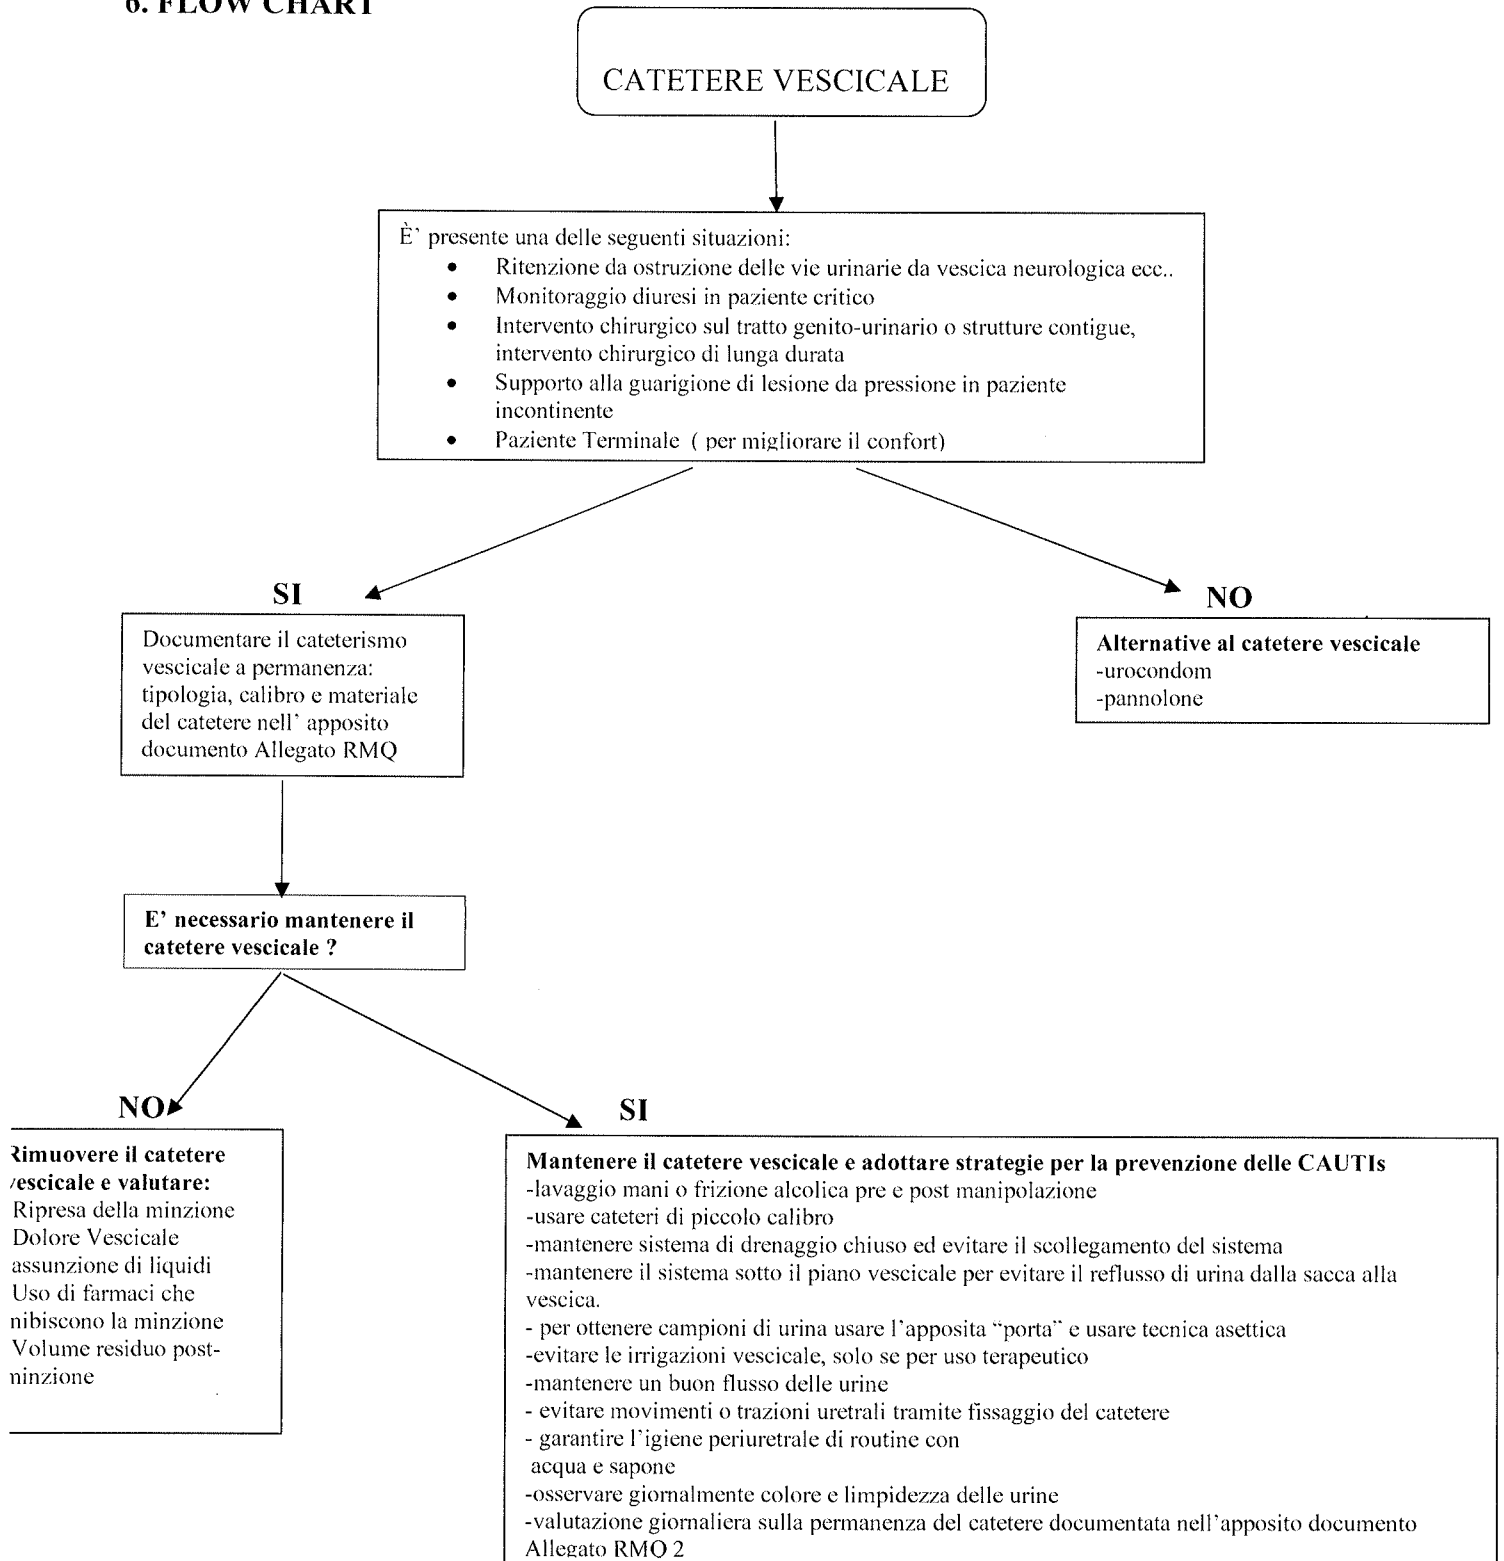 6. FLOW CHART
CATETERE VESCICALE
È' presente una delle seguenti situazioni:
• Ritenzione da ostruzione delle vie urinarie da vescica neurologica ecc..
• Monitoraggio diuresi in paziente critico
• Intervento chirurgico sul tratto genito-urinario o strutture contigue,
intervento chirurgico di lunga durata
• Supporto alla guarigione di lesione da pressione in paziente
incontinente
• Paziente Terminale ( per migliorare il confort)
SI
Documentare il cateterismo
vescicale a permanenza:
tipologia, calibro e materiale
del catetere nell' apposito
documento Allegato RMQ
NO
Alternative al catetere vescicale
-urocondom
-pannolone
E' necessario mantenere il
catetere vescicale ?
NO
Rimuovere il catetere
vescicale e valutare:
Ripresa della minzione
Dolore Vescicale
assunzione di liquidi
Uso di farmaci che
nibiscono la minzione
Volume residuo post-
minzione
SI
Mantenere il catetere vescicale e adottare strategie per la prevenzione delle CAUTIs
-lavaggio mani o frizione alcolica pre e post manipolazione
-usare cateteri di piccolo calibro
-mantenere sistema di drenaggio chiuso ed evitare il scollegamento del sistema
-mantenere il sistema sotto il piano vescicale per evitare il reflusso di urina dalla sacca alla
vescica.
- per ottenere campioni di urina usare l'apposita "porta" e usare tecnica asettica
-evitare le irrigazioni vescicale, solo se per uso terapeutico
-mantenere un buon flusso delle urine
- evitare movimenti o trazioni uretrali tramite fissaggio del catetere
- garantire l'igiene periuretrale di routine con
acqua e sapone
-osservare giornalmente colore e limpidezza delle urine
-valutazione giornaliera sulla permanenza del catetere documentata nell'apposito documento
Allegato RMQ 2